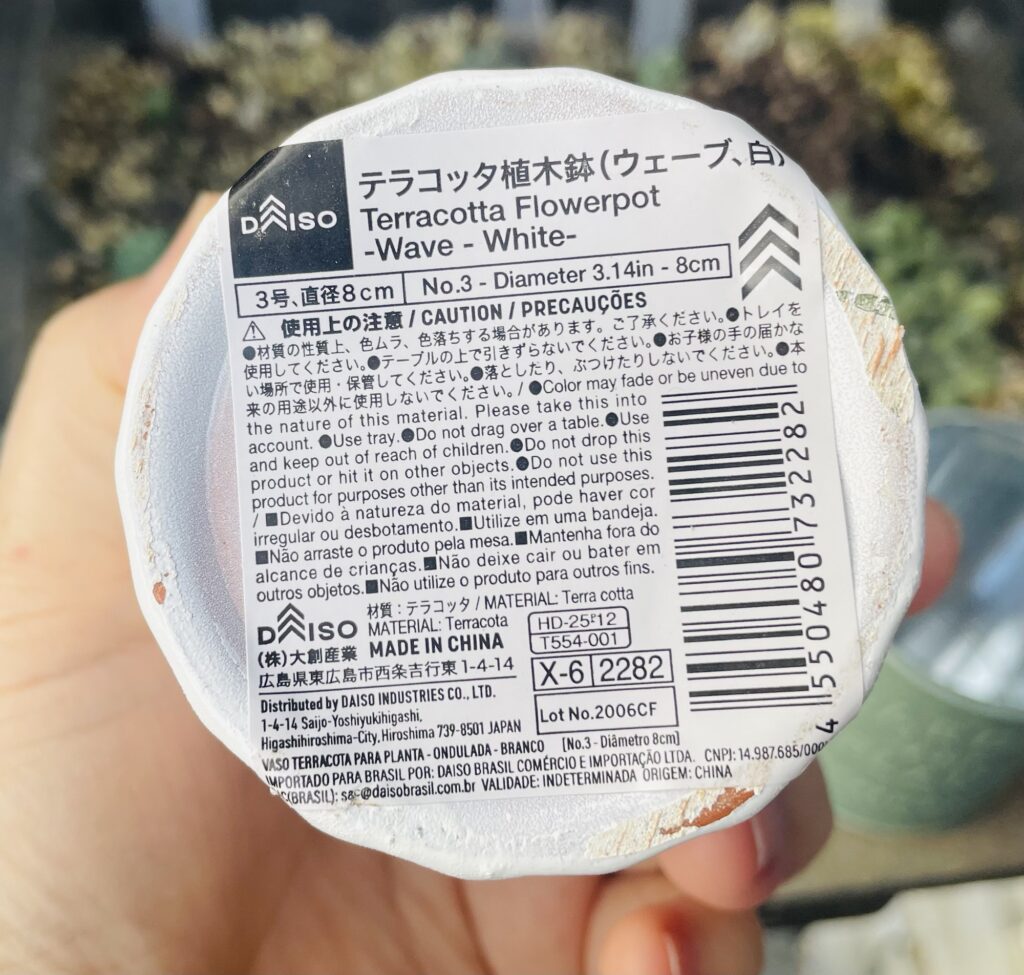 DAISO
テラコッタ植木鉢(ウェーブ、白)
Terracotta Flowerpot
-Wave - White-
3号、直径8cm
No.3 - Diameter 3.14in - 8cm
使用上の注意 / CAUTION / PRECAUÇÕES
●材質の性質上、色ムラ、色落ちする場合があります。ご了承ください。●トレイを
使用してください。●テーブルの上で引きずらないでください。●お子様の手の届かな
い場所で使用・保管してください。●落としたり、ぶつけたりしないでください。●本
来の用途以外に使用しないでください。/ ●Color may fade or be uneven due to
the nature of this material. Please take this into
account. ●Use tray.●Do not drag over a table.●Use
and keep out of reach of children.●Do not drop this
product or hit it on other objects.●Do not use this
product for purposes other than its intended purposes.
/ ■Devido à natureza do material, pode haver cor
irregular ou desbotamento.■Utilize em uma bandeja.
■Não arraste o produto pela mesa.■Mantenha fora do
alcance de crianças.■Não deixe cair ou bater em
outros objetos.■Não utilize o produto para outros fins.
DAISO
材質：テラコッタ / MATERIAL: Terra cotta
MATERIAL: Terracota
MADE IN CHINA
HD-25#12
T554-001
(株)大創産業
広島県東広島市西条吉行東1-4-14
X-6 2282
Distributed by DAISO INDUSTRIES CO., LTD.
1-4-14 Saijo-Yoshiyukihigashi,
Higashihiroshima-City, Hiroshima 739-8501 JAPAN
Lot No.2006CF
VASO TERRACOTA PARA PLANTA - ONDULADA - BRANCO [No.3 - Diâmetro 8cm]
IMPORTADO PARA BRASIL POR: DAISO BRASIL COMÉRCIO E IMPORTAÇÃO LTDA. CNPJ: 14.987.685/000
(BRASIL): sac@daisobrasil.com.br VALIDADE: INDETERMINADA ORIGEM: CHINA
4 550480 732282